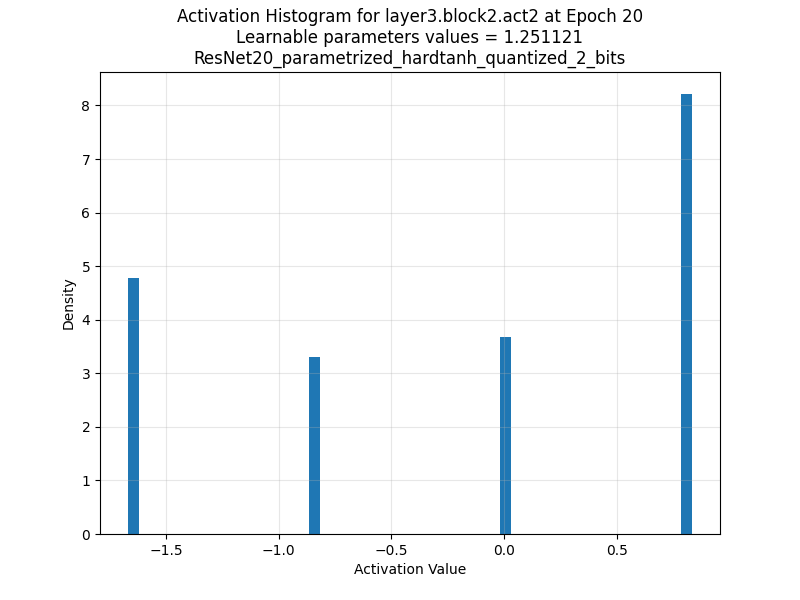 Activation Histogram for layer3.block2.act2 at Epoch 20
Learnable parameters values = 1.251121
ResNet20_parametrized_hardtanh_quantized_2_bits
8
7
6
5
4
3
2
1
0
Density
−1.5 −1.0 −0.5 0.0 0.5
Activation Value